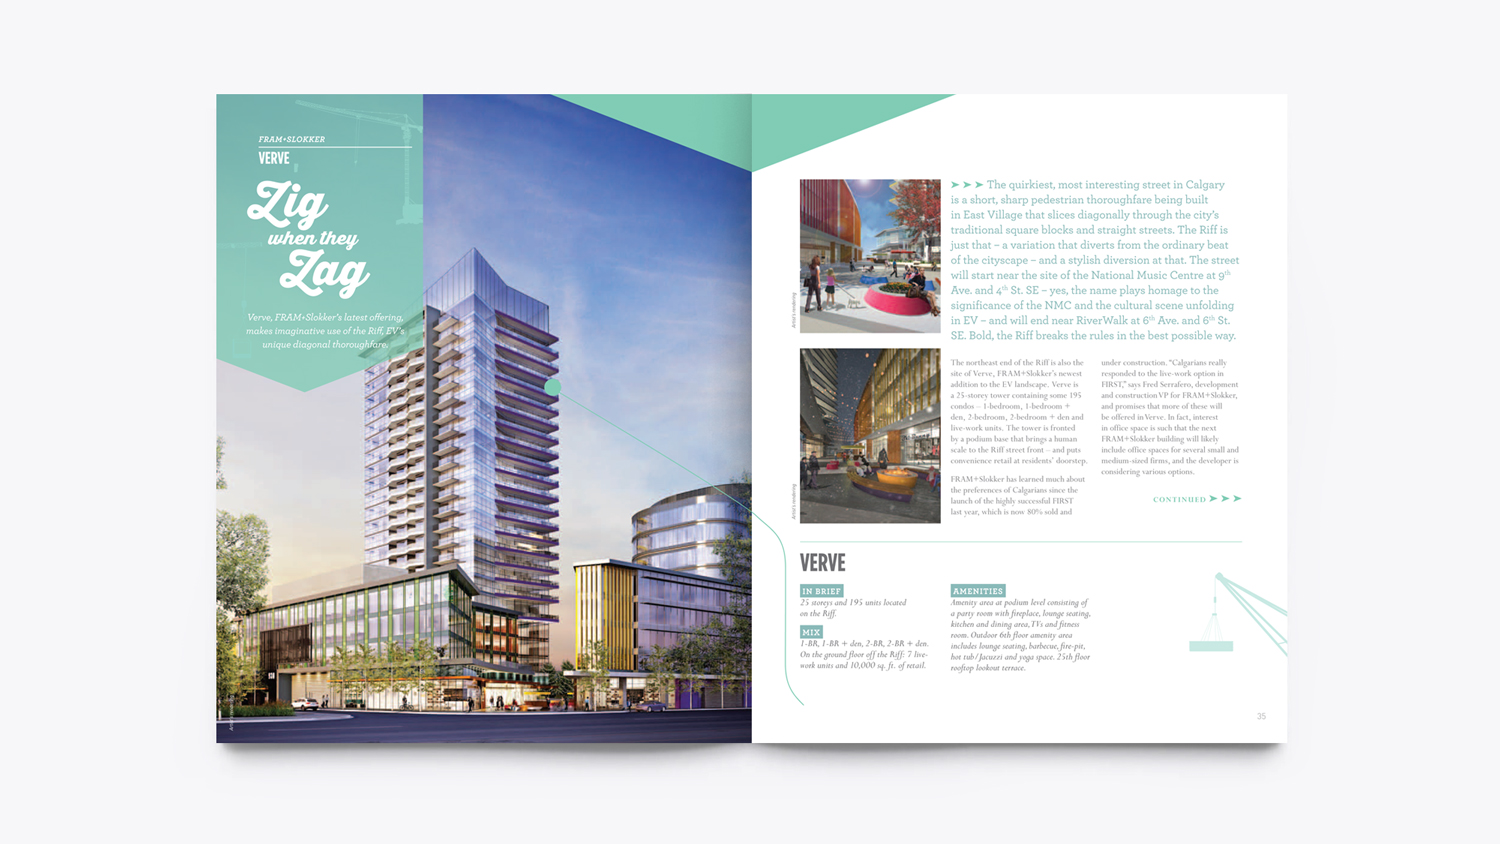 FRAM+SLOKKER
VERVE
Zig
when they
Zag
Verve, FRAM+Slokker's latest offering,
makes imaginative use of the Riff, EV's
unique diagonal thoroughfare.
Artist's rendering
➤ ➤ ➤ The quirkiest, most interesting street in Calgary
is a short, sharp pedestrian thoroughfare being built
in East Village that slices diagonally through the city's
traditional square blocks and straight streets. The Riff is
just that – a variation that diverts from the ordinary beat
of the cityscape – and a stylish diversion at that. The street
will start near the site of the National Music Centre at 9th
Ave. and 4th St. SE – yes, the name plays homage to the
significance of the NMC and the cultural scene unfolding
in EV – and will end near RiverWalk at 6th Ave. and 6th St.
SE. Bold, the Riff breaks the rules in the best possible way.
Artist's rendering
The northeast end of the Riff is also the
site of Verve, FRAM+Slokker's newest
addition to the EV landscape. Verve is
a 25-storey tower containing some 195
condos – 1-bedroom, 1-bedroom +
den, 2-bedroom, 2-bedroom + den and
live-work units. The tower is fronted
by a podium base that brings a human
scale to the Riff street front – and puts
convenience retail at residents' doorstep.
FRAM+Slokker has learned much about
the preferences of Calgarians since the
launch of the highly successful FIRST
last year, which is now 80% sold and
under construction. "Calgarians really
responded to the live-work option in
FIRST," says Fred Serrafero, development
and construction VP for FRAM+Slokker,
and promises that more of these will
be offered in Verve. In fact, interest
in office space is such that the next
FRAM+Slokker building will likely
include office spaces for several small and
medium-sized firms, and the developer is
considering various options.
CONTINUED ➤ ➤ ➤
VERVE
IN BRIEF
25 storeys and 195 units located
on the Riff.
MIX
1-BR, 1-BR + den, 2-BR, 2-BR + den.
On the ground floor off the Riff: 7 live-
work units and 10,000 sq. ft. of retail.
AMENITIES
Amenity area at podium level consisting of
a party room with fireplace, lounge seating,
kitchen and dining area, TVs and fitness
room. Outdoor 6th floor amenity area
includes lounge seating, barbecue, fire-pit,
hot tub/Jacuzzi and yoga space. 25th floor
rooftop lookout terrace.
35